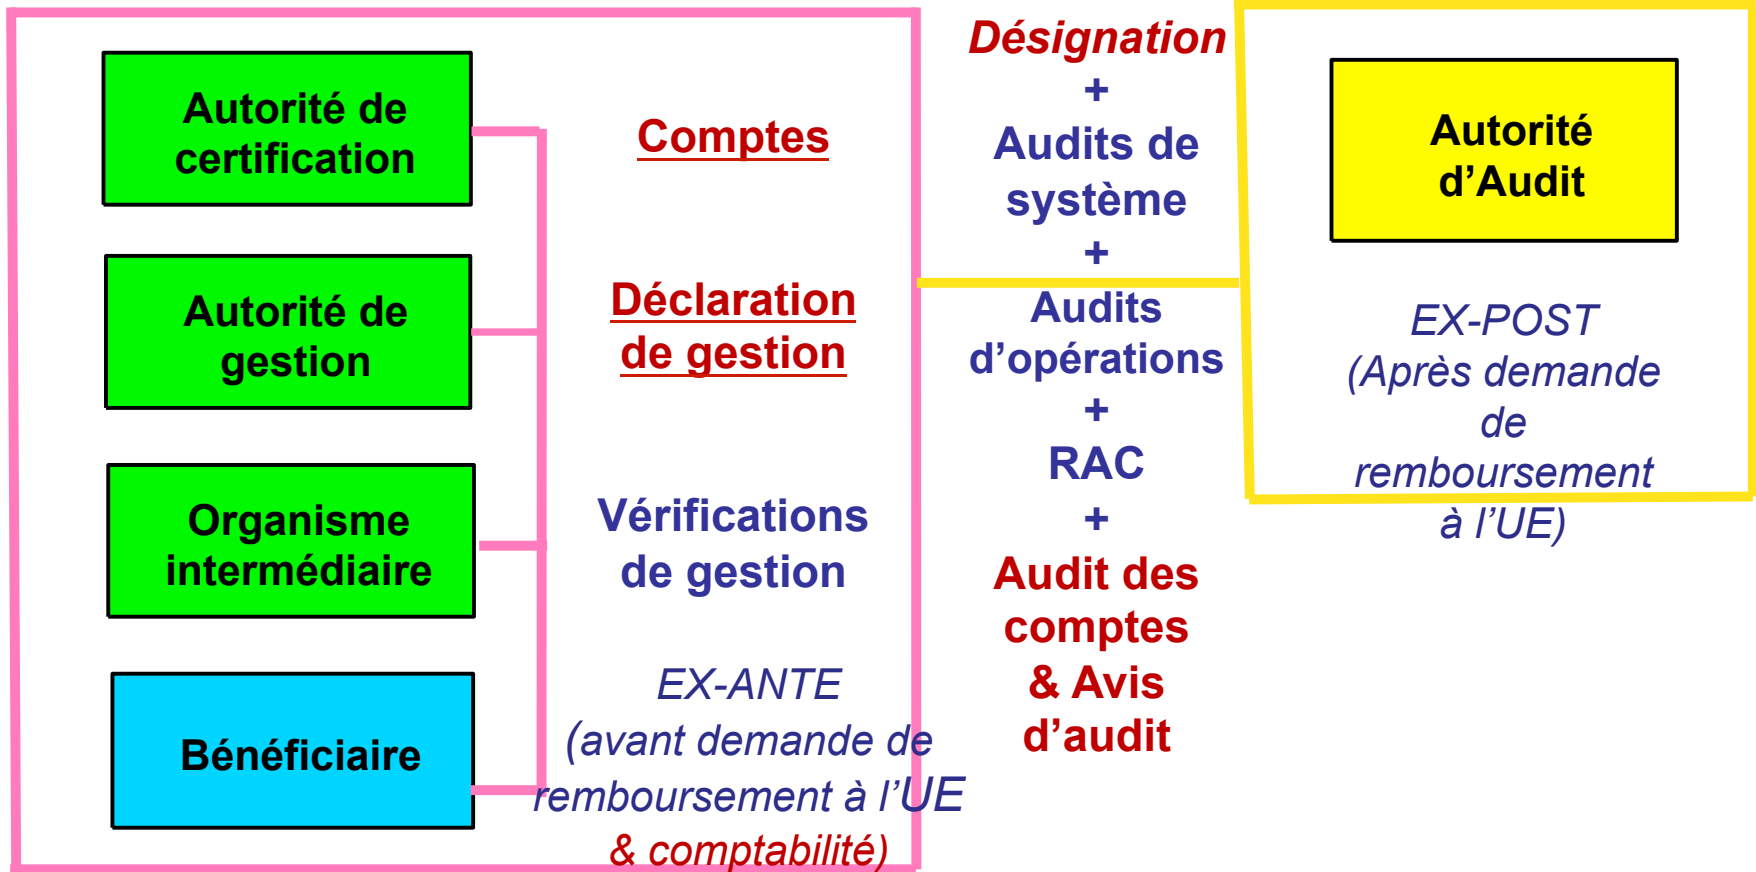 Autorité de
certification
Autorité de
gestion
Organisme
intermédiaire
Bénéficiaire
Comptes
Déclaration
de gestion
Vérifications
de gestion
EX-ANTE
(avant demande de
remboursement à l’UE
& comptabilité)
Désignation
+
Audits de
système
+
Audits
d’opérations
+
RAC
+
Audit des
comptes
& Avis
d’audit
Autorité
d’Audit
EX-POST
(Après demande
de
remboursement
à l’UE)